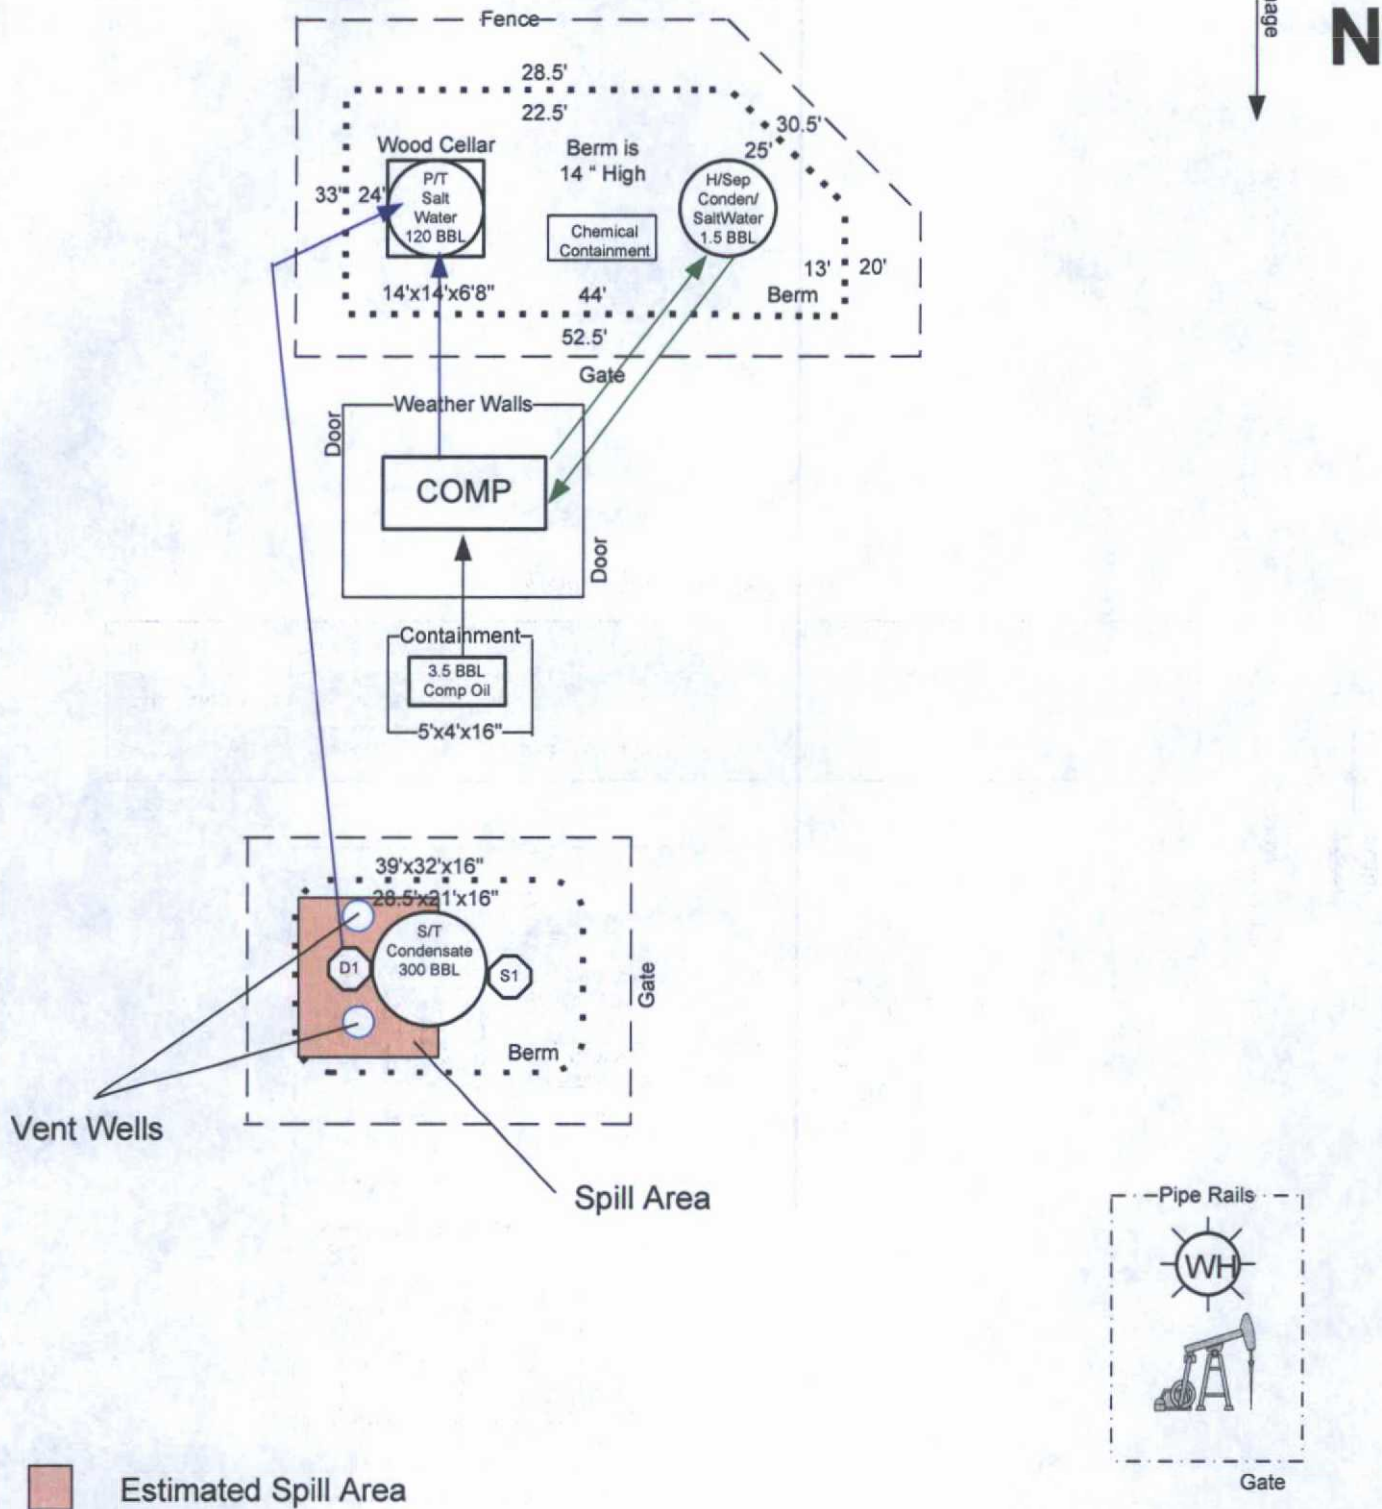 Fence
N
28.5'
22.5'
30.5'
25'
Wood Cellar
Berm is
14 " High
P/T
Salt
Water
120 BBL
H/Sep
Conden/
SaltWater
1.5 BBL
33'
24'
Chemical
Containment
13'
20'
14'x14'x6'8"
44'
Berm
52.5'
Gate
Weather Walls
Door
COMP
Door
Containment
3.5 BBL
Comp Oil
5'x4'x16"
39'x32'x16"
28.5'x21'x16"
S/T
Condensate
300 BBL
D1
S1
Gate
Berm
Vent Wells
Spill Area
Pipe Rails
WH
Gate
Estimated Spill Area